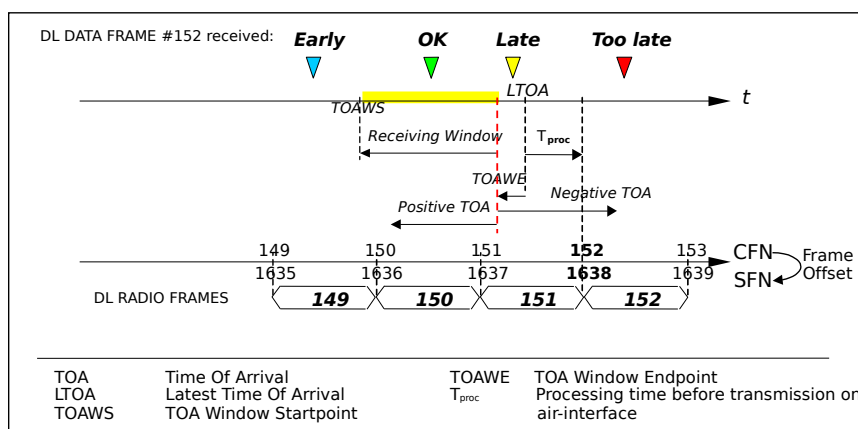 DL DATA FRAME #152 received: Early OK Late Too late
LTOA t
TOAWS
Receiving Window Tproc
TOAWE
Positive TOA Negative TOA
149 150 151 152 153 CFN
1635 1636 1637 1638 1639 SFN
Frame
Offset
DL RADIO FRAMES 149 150 151 152
TOA Time Of Arrival TOAWE TOA Window Endpoint
LTOA Latest Time Of Arrival Tproc Processing time before transmission on
TOAWS TOA Window Startpoint air-interface